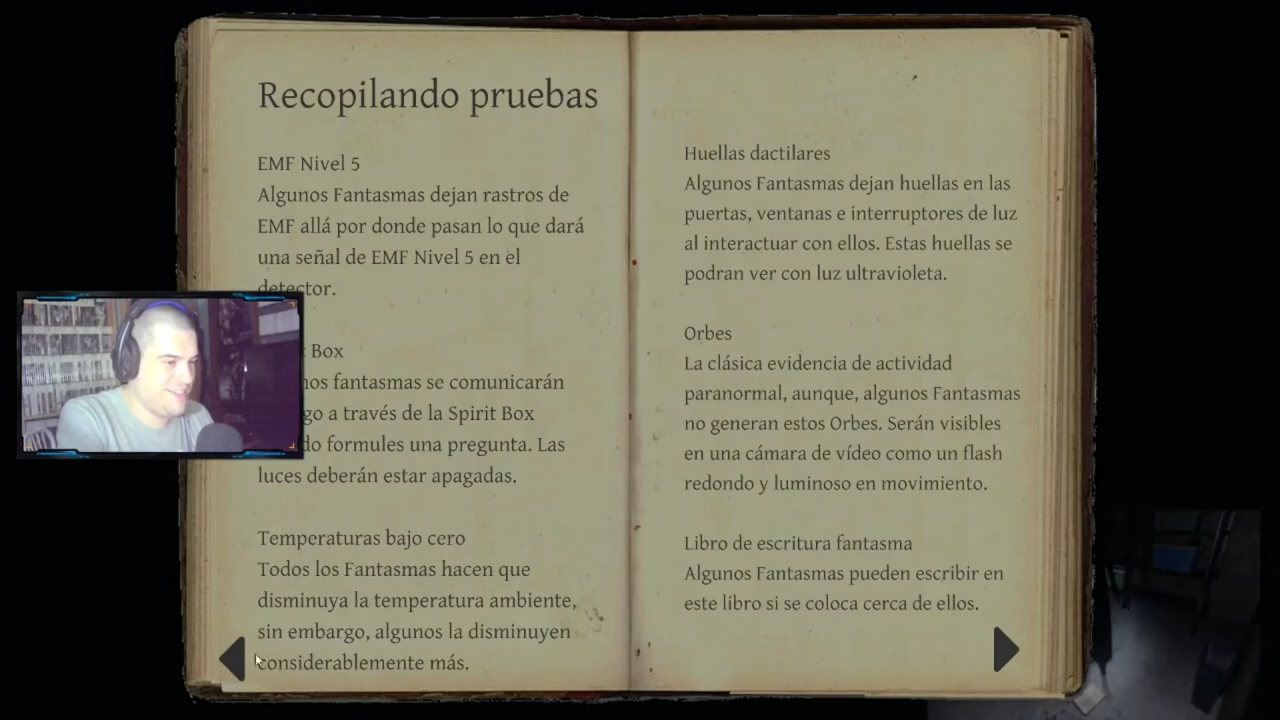 Recopilando pruebas
EMF Nivel 5
Algunos Fantasmas dejan rastros de
EMF allá por donde pasan lo que dará
una señal de EMF Nivel 5 en el
detector.
Box
fantasmas se comunicarán
a través de la Spirit Box
formules una pregunta. Las
luces deberán estar apagadas.
Temperaturas bajo cero
Todos los Fantasmas hacen que
disminuya la temperatura ambiente,
sin embargo, algunos la disminuyen
considerablemente más.
Huellas dactilares
Algunos Fantasmas dejan huellas en las
puertas, ventanas e interruptores de luz
al interactuar con ellos. Estas huellas se
podran ver con luz ultravioleta.
Orbes
La clásica evidencia de actividad
paranormal, aunque, algunos Fantasmas
no generan estos Orbes. Serán visibles
en una cámara de vídeo como un flash
redondo y luminoso en movimiento.
Libro de escritura fantasma
Algunos Fantasmas pueden escribir en
este libro si se coloca cerca de ellos.